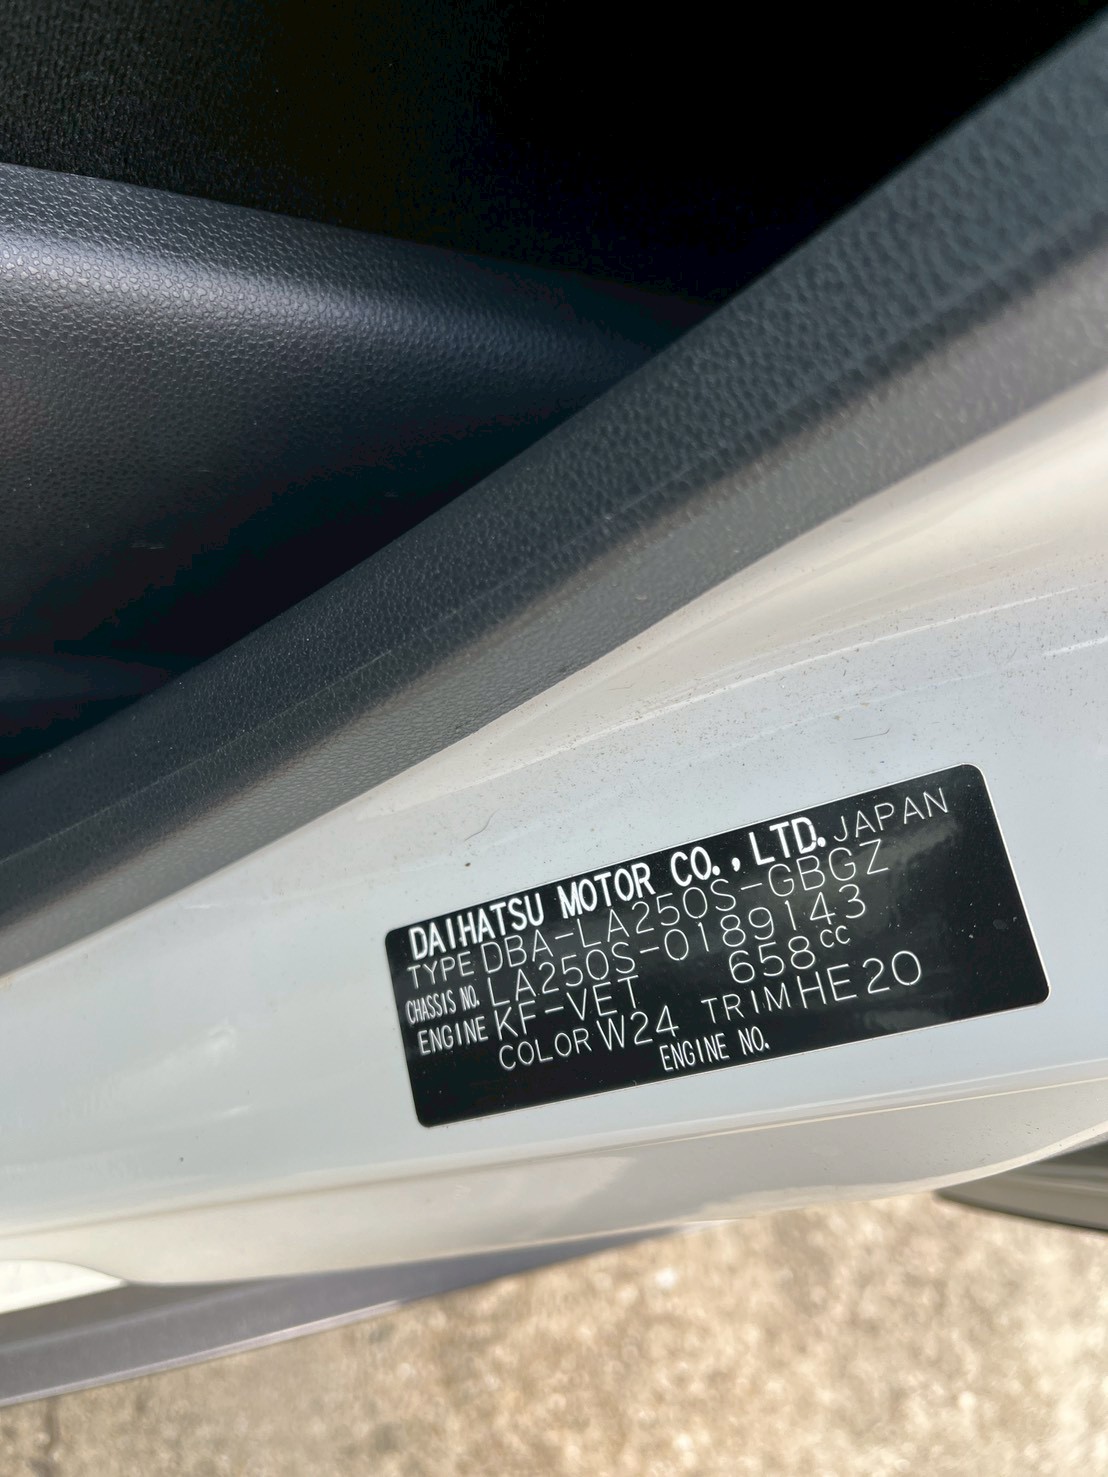 DAIHATSU MOTOR CO., LTD. JAPAN
TYPE DBA-LA250S-GBGZ
CHASSIS NO. LA250S-0189143
ENGINE KF-VET 658cc
COLOR W24 TRIM HE20
ENGINE NO.